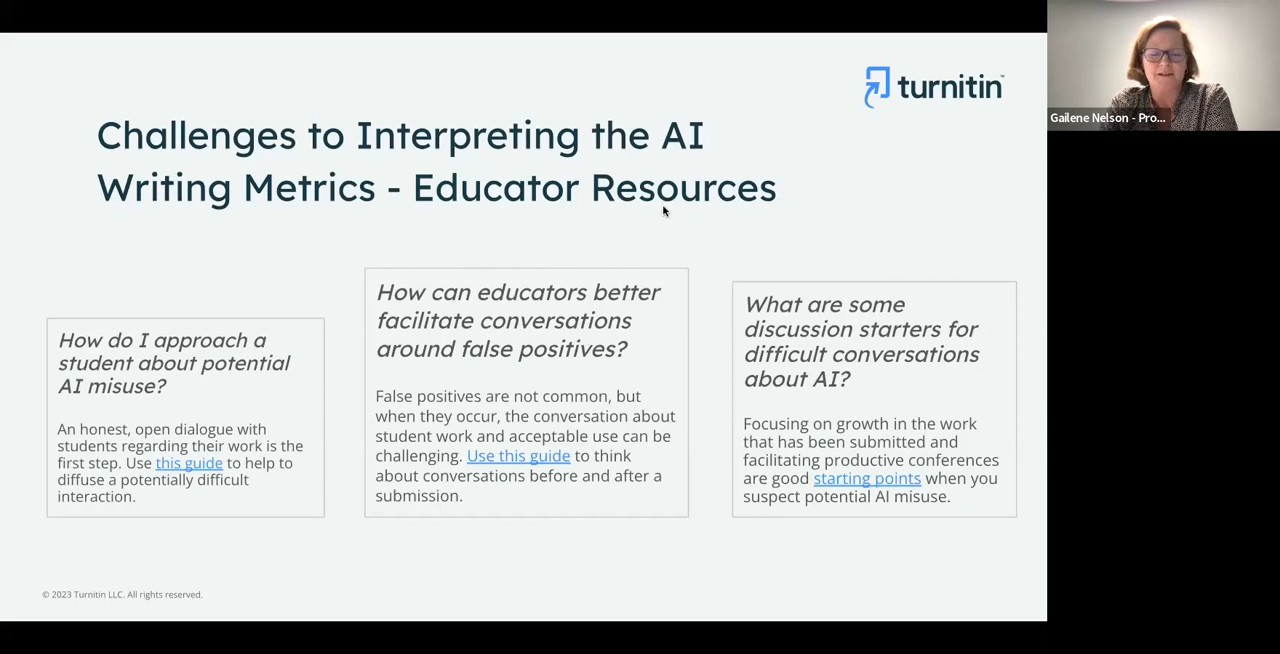 turnitin
Gailene Nelson - Pro...
Challenges to Interpreting the AI
Writing Metrics - Educator Resources
How do I approach a
student about potential
AI misuse?
An honest, open dialogue with
students regarding their work is the
first step. Use this guide to help to
diffuse a potentially difficult
interaction.
How can educators better
facilitate conversations
around false positives?
False positives are not common, but
when they occur, the conversation about
student work and acceptable use can be
challenging. Use this guide to think
about conversations before and after a
submission.
What are some
discussion starters for
difficult conversations
about AI?
Focusing on growth in the work
that has been submitted and
facilitating productive conferences
are good starting points when you
suspect potential AI misuse.
© 2023 Turnitin LLC. All rights reserved.